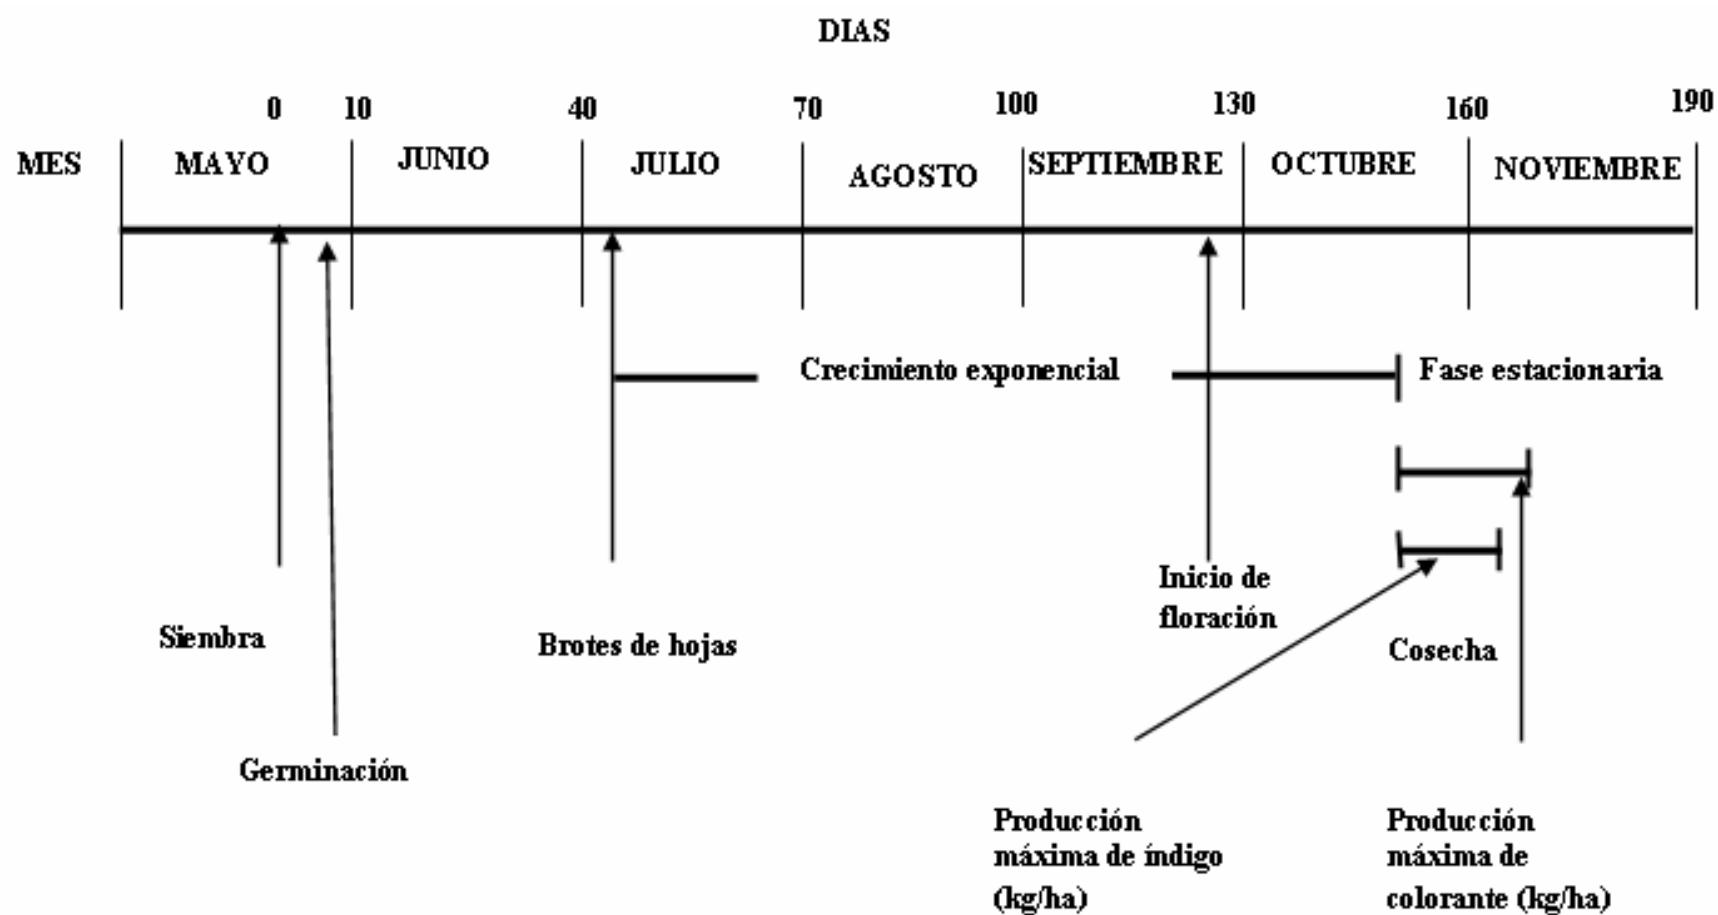 DIAS
0 10 40 70 100 130 160 190
MES MAYO JUNIO JULIO AGOSTO SEPTIEMBRE OCTUBRE NOVIEMBRE
Crecimiento exponencial Fase estacionaria
Inicio de
floración
Siembra
Brotes de hojas
Cosecha
Germinación
Producción
máxima de índigo
(kg/ha)
Producción
máxima de
colorante (kg/ha)